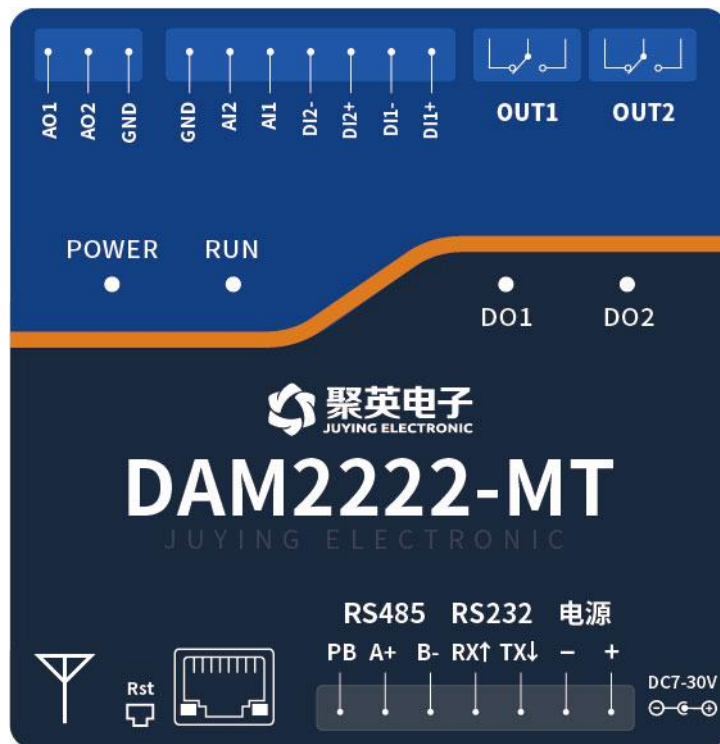 AO1 AO2 GND GND AI2 AI1 DI2- DI2+ DI1- DI1+
OUT1 OUT2
POWER RUN
DO1 DO2
聚英电子
JUYING ELECTRONIC
DAM2222-MT
JUYING ELECTRONIC
RS485 RS232 电源
PB A+ B- RX↑ TX↓ − +
Rst
DC7-30V